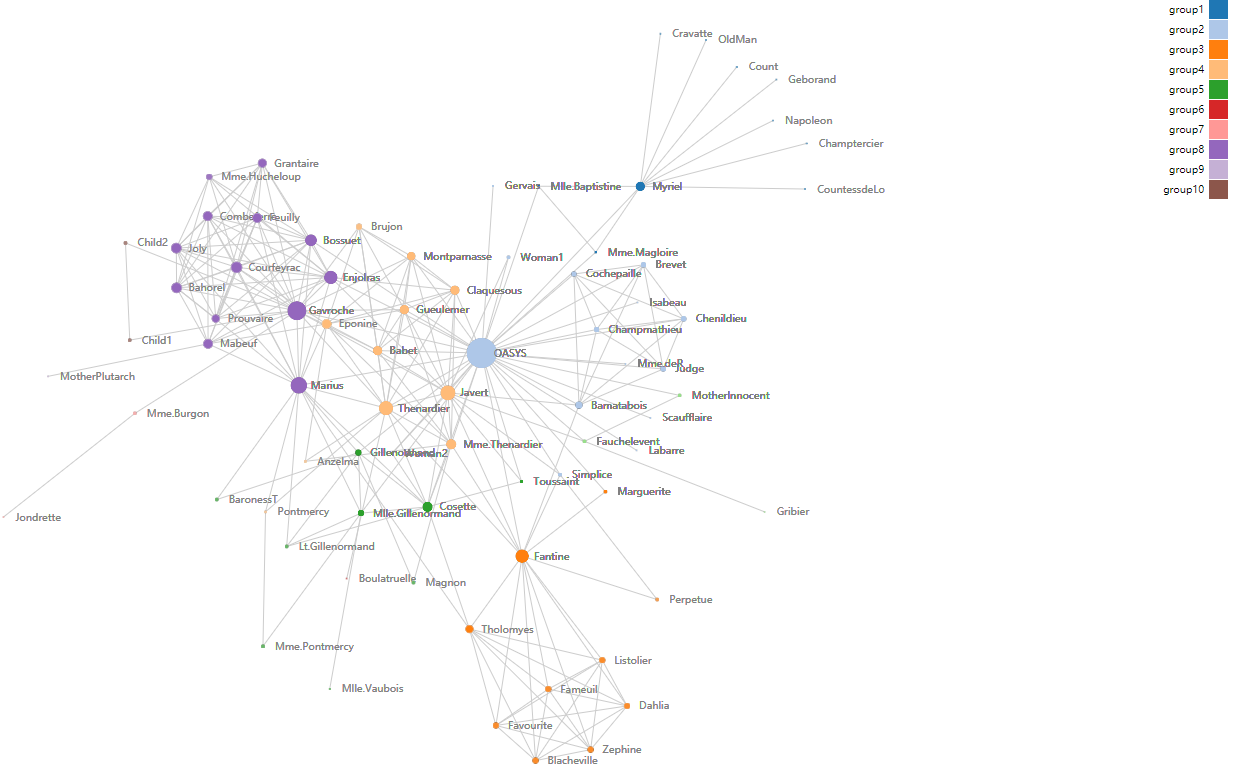 group1
group2
group3
group4
group5
group6
group7
group8
group9
group10
Cravatte
OldMan
Count
Geborand
Napoleon
Champtercier
CountessdeLo
Myriel
Mlle.Baptistine
Gervais
Grantaire
Mme.Hucheloup
Combeferre
Feuilly
Brujon
Bossuet
Child2
Joly
Montparnasse
Woman1
Mme.Magloire
Brevet
Courfeyrac
Enjolras
Cochepaille
Bahorel
Claquesous
Isabeau
Gavroche
Gueulemer
Prouvaire
Eponine
Chenildieu
Champmathieu
Child1
Mabeuf
Babet
OASYS
Mme.deR
Judge
MotherPlutarch
Marius
Javert
MotherInnocent
Thenardier
Barnatabois
Mme.Burgon
Scaufflaire
Fauchelevent
Mme.Thenardier
Gillenormand
Woman2
Labarre
Anzelma
Simplice
Toussaint
Marguerite
BaronessT
Cosette
Pontmercy
Mlle.Gillenormand
Gribier
Jondrette
Lt.Gillenormand
Fantine
Boulatruelle
Magnon
Perpetue
Tholomyes
Mme.Pontmercy
Listolier
Mlle.Vaubois
Fameuil
Dahlia
Favourite
Zephine
Blacheville